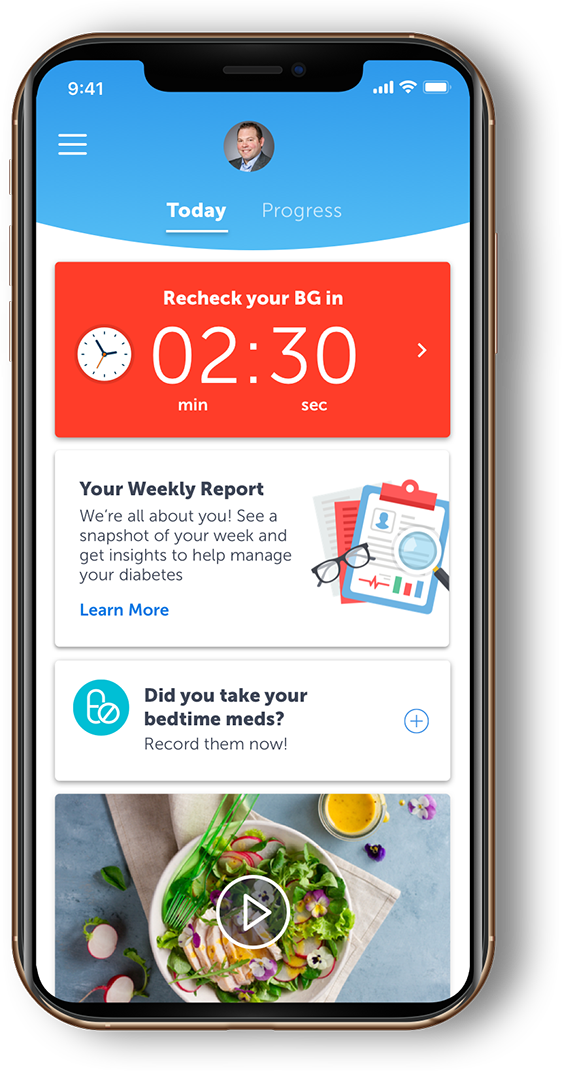 9:41
Today Progress
Recheck your BG in
02:30
min sec
Your Weekly Report
We’re all about you! See a
snapshot of your week and
get insights to help manage
your diabetes
Learn More
Did you take your
bedtime meds?
Record them now!